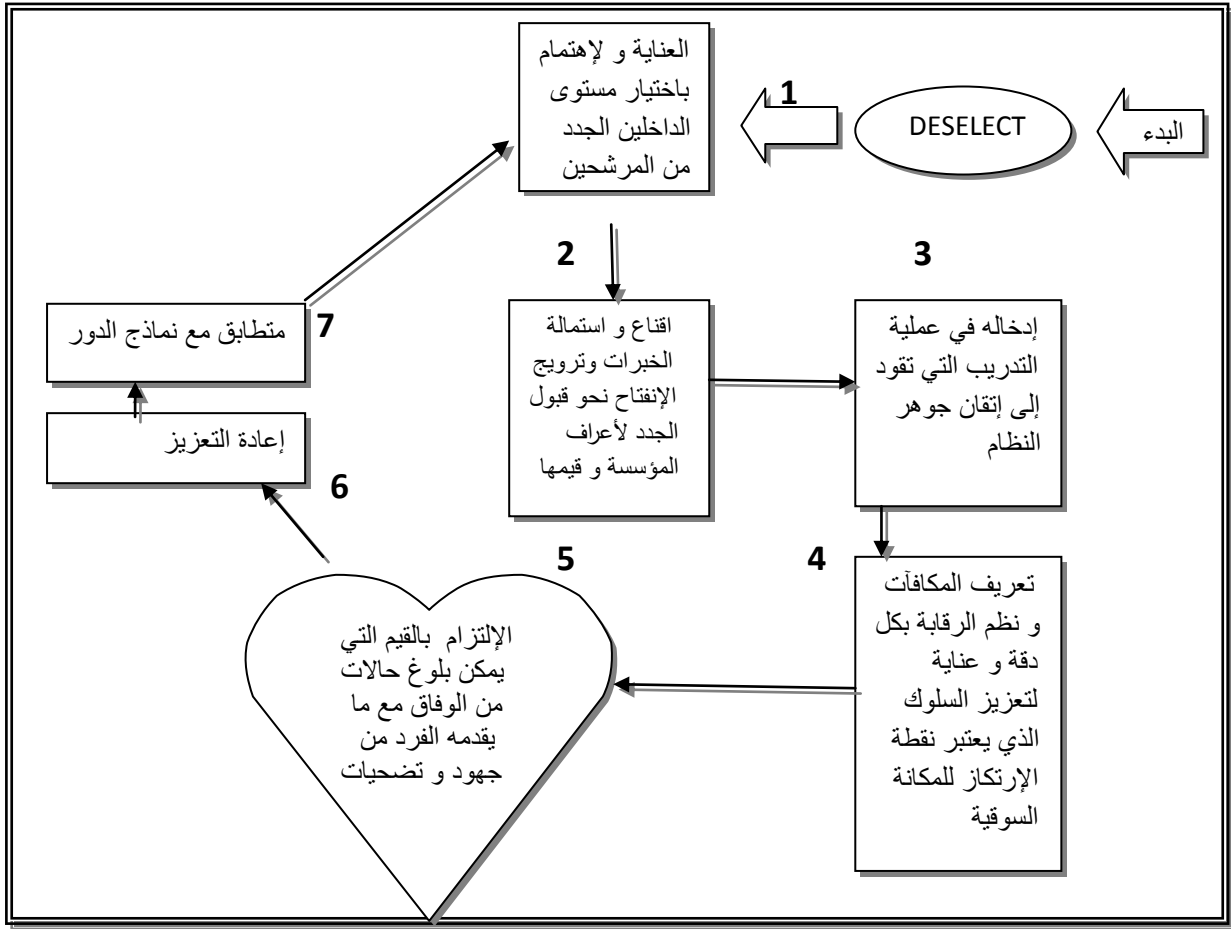 البدء
DESELECT
1
العناية و لإهتمام
باختيار مستوى
الداخلين الجدد
من المرشحين
2
اقناع و استمالة
الخبرات وترويج
الإنفتاح نحو قبول
الجدد لأعراف
المؤسسة و قيمها
3
إدخاله في عملية
التدريب التي تقود
إلى إتقان جوهر
النظام
4
تعريف المكافآت
و نظم الرقابة بكل
دقة و عناية
لتعزيز السلوك
الذي يعتبر نقطة
الإرتكاز للمكانة
السوقية
5
الإلتزام بالقيم التي
يمكن بلوغ حالات
من الوفاق مع ما
يقدمه الفرد من
جهود و تضحيات
6
إعادة التعزيز
7
متطابق مع نماذج الدور